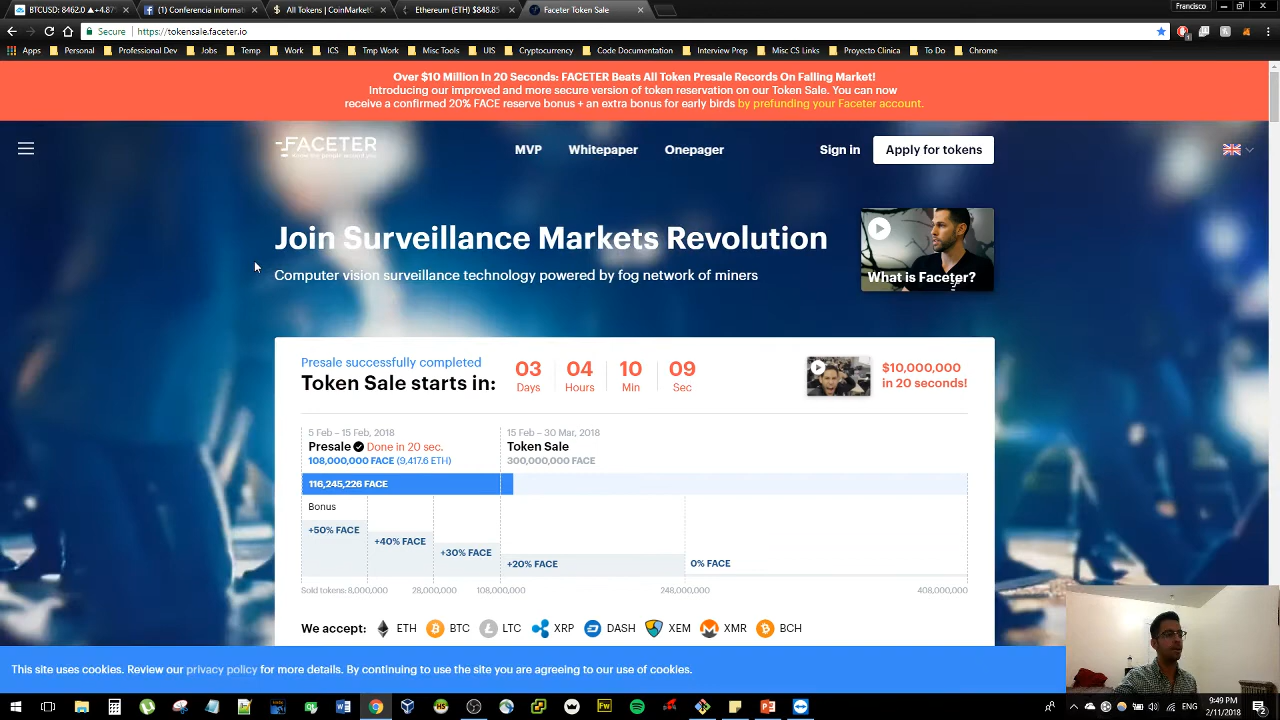 BTCUSD: 8462.0 ▲+4.87
Conferencia informat
All Tokens | CoinMarketC
Ethereum (ETH) $848.85
Faceter Token Sale
Francisco
Secure
https://tokensale.faceter.io
Apps
Personal
Professional Dev
Jobs
Temp
Work
ICS
Tmp Work
Misc Tools
UIS
Cryptocurrency
Code Documentation
Interview Prep
Misc CS Links
Proyecto Clinica
To Do
Chrome
Over $10 Million In 20 Seconds: FACETER Beats All Token Presale Records On Falling Market!
Introducing our improved and more secure version of token reservation on our Token Sale. You can now
receive a confirmed 20% FACE reserve bonus + an extra bonus for early birds by prefunding your Faceter account.
FACETER
MVP
Whitepaper
Onepager
Sign in
Apply for tokens
Join Surveillance Markets Revolution
Computer vision surveillance technology powered by fog network of miners
What is Faceter?
Presale successfully completed
Token Sale starts in:
03
04
10
09
Days
Hours
Min
Sec
$10,000,000
in 20 seconds!
5 Feb – 15 Feb, 2018
15 Feb – 30 Mar, 2018
Presale Done in 20 sec.
Token Sale
108,000,000 FACE (9,417.6 ETH)
300,000,000 FACE
116,245,226 FACE
Bonus
+50% FACE
+40% FACE
+30% FACE
+20% FACE
0% FACE
Sold tokens: 8,000,000
28,000,000
108,000,000
248,000,000
408,000,000
We accept:
ETH
BTC
LTC
XRP
DASH
XEM
XMR
BCH
This site uses cookies. Review our privacy policy for more details. By continuing to use the site you are agreeing to our use of cookies.
9:49 PM
2/11/2018